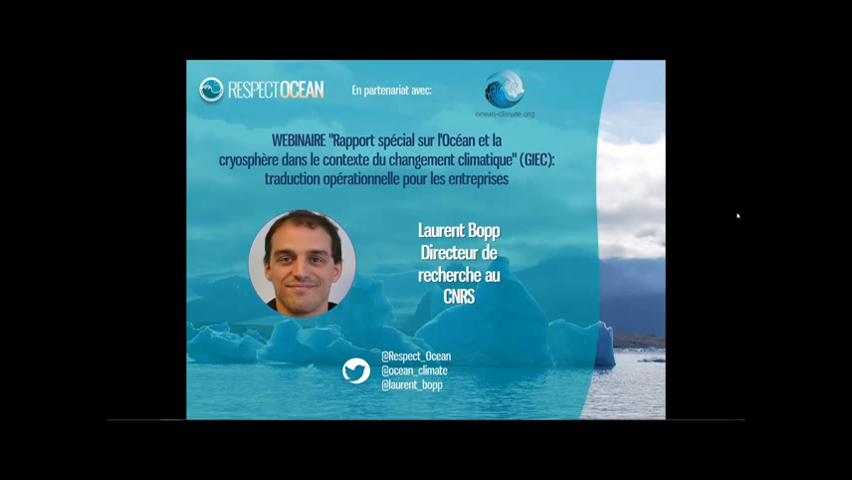 RESPECTOCEAN
En partenariat avec:
ocean-climate.org
WEBINAIRE "Rapport spécial sur l'Océan et la
cryosphère dans le contexte du changement climatique" (GIEC):
traduction opérationnelle pour les entreprises
Laurent Bopp
Directeur de
recherche au
CNRS
@Respect_Ocean
@ocean_climate
@laurent_bopp